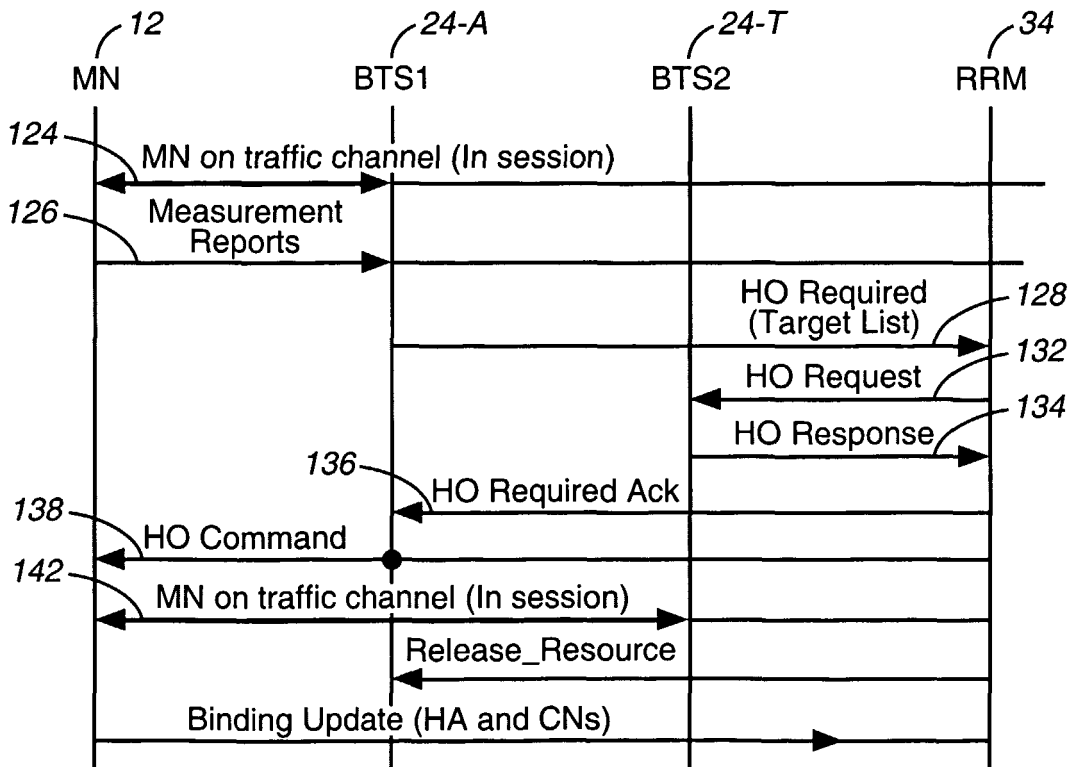 12
24-A
24-T
34
MN
BTS1
BTS2
RRM
124
MN on traffic channel (In session)
126
Measurement
Reports
HO Required
(Target List)
128
HO Request
132
HO Response
134
136
HO Required Ack
138
HO Command
142
MN on traffic channel (In session)
Release_Resource
Binding Update (HA and CNs)